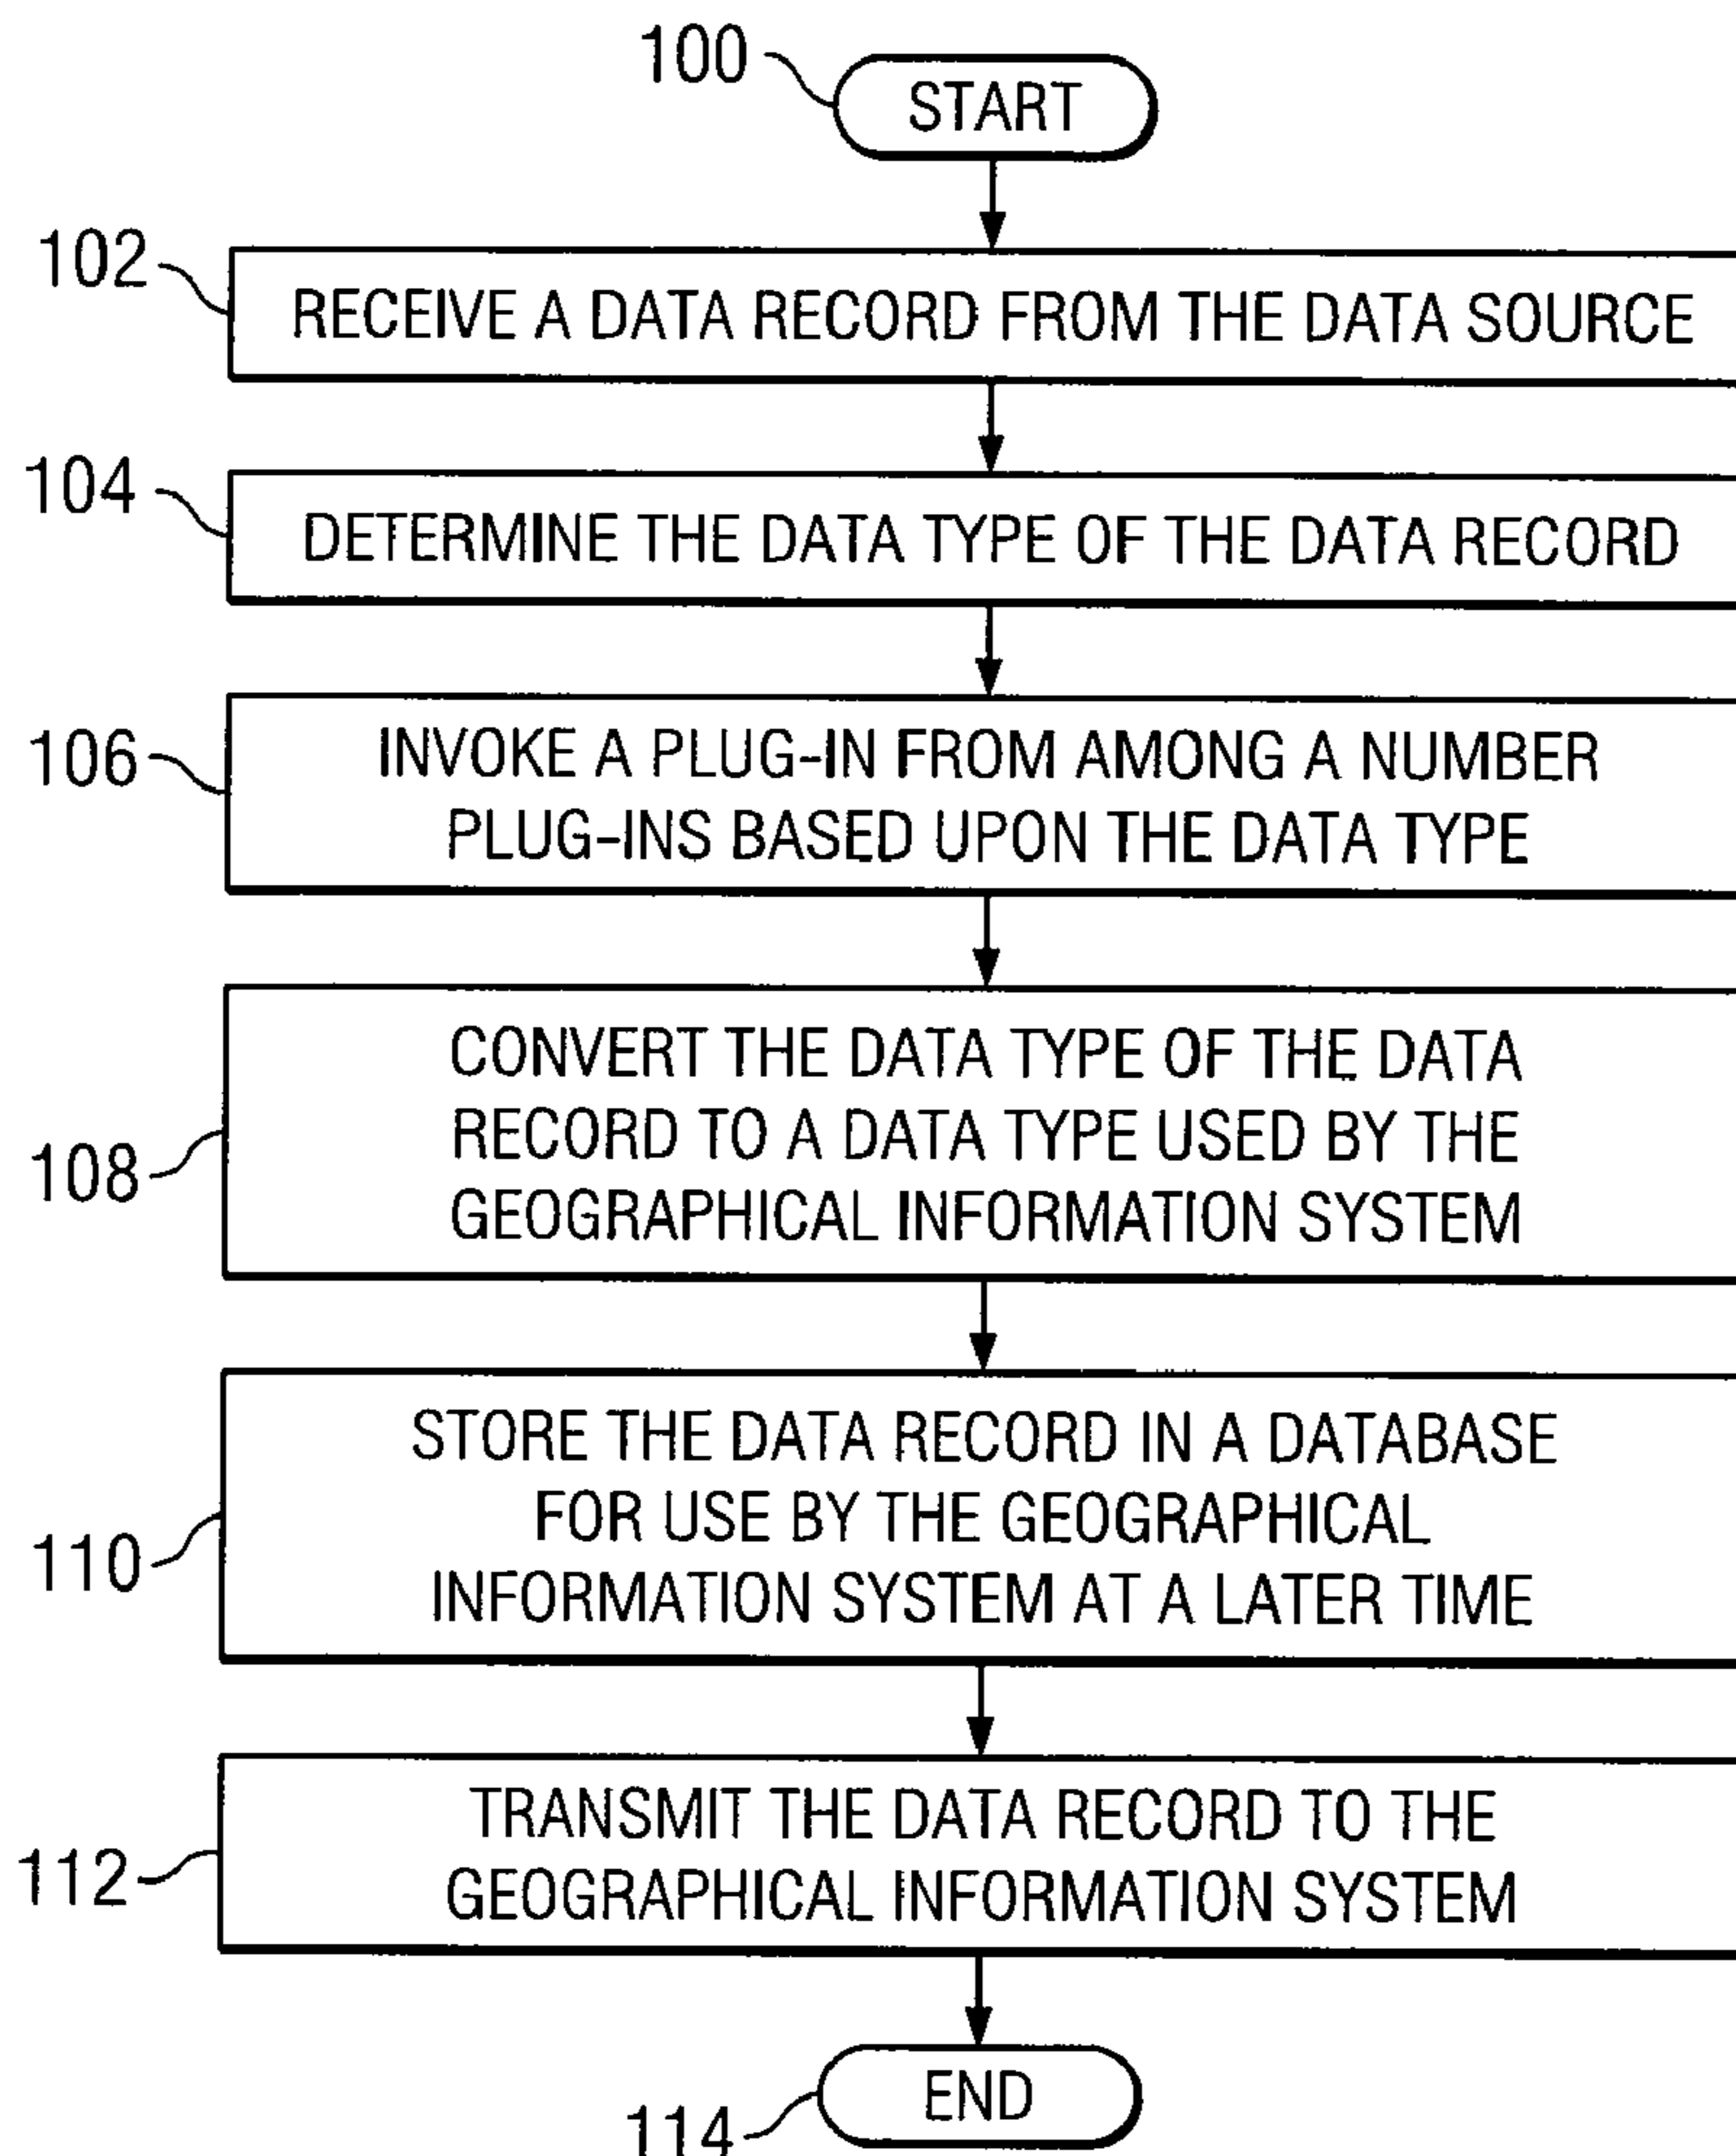 100
START
102
RECEIVE A DATA RECORD FROM THE DATA SOURCE
104
DETERMINE THE DATA TYPE OF THE DATA RECORD
106
INVOKE A PLUG-IN FROM AMONG A NUMBER
PLUG-INS BASED UPON THE DATA TYPE
108
CONVERT THE DATA TYPE OF THE DATA
RECORD TO A DATA TYPE USED BY THE
GEOGRAPHICAL INFORMATION SYSTEM
110
STORE THE DATA RECORD IN A DATABASE
FOR USE BY THE GEOGRAPHICAL
INFORMATION SYSTEM AT A LATER TIME
112
TRANSMIT THE DATA RECORD TO THE
GEOGRAPHICAL INFORMATION SYSTEM
END
114